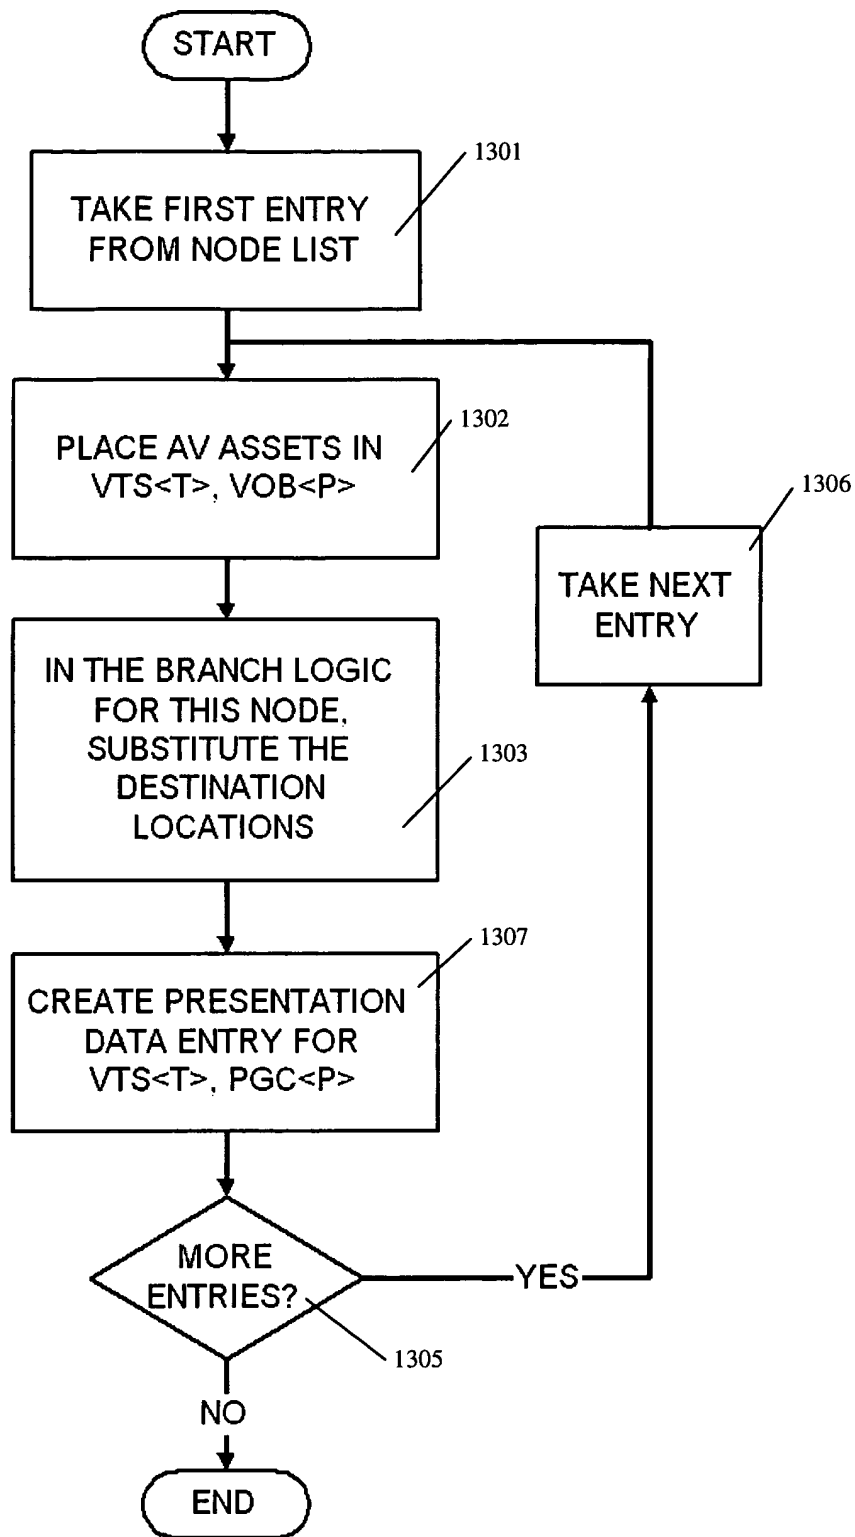 START
1301
TAKE FIRST ENTRY
FROM NODE LIST
1302
PLACE AV ASSETS IN
VTS<T>, VOB<P>
1306
TAKE NEXT
ENTRY
IN THE BRANCH LOGIC
FOR THIS NODE,
SUBSTITUTE THE
DESTINATION
LOCATIONS
1303
1307
CREATE PRESENTATION
DATA ENTRY FOR
VTS<T>, PGC<P>
MORE
ENTRIES?
YES
1305
NO
END